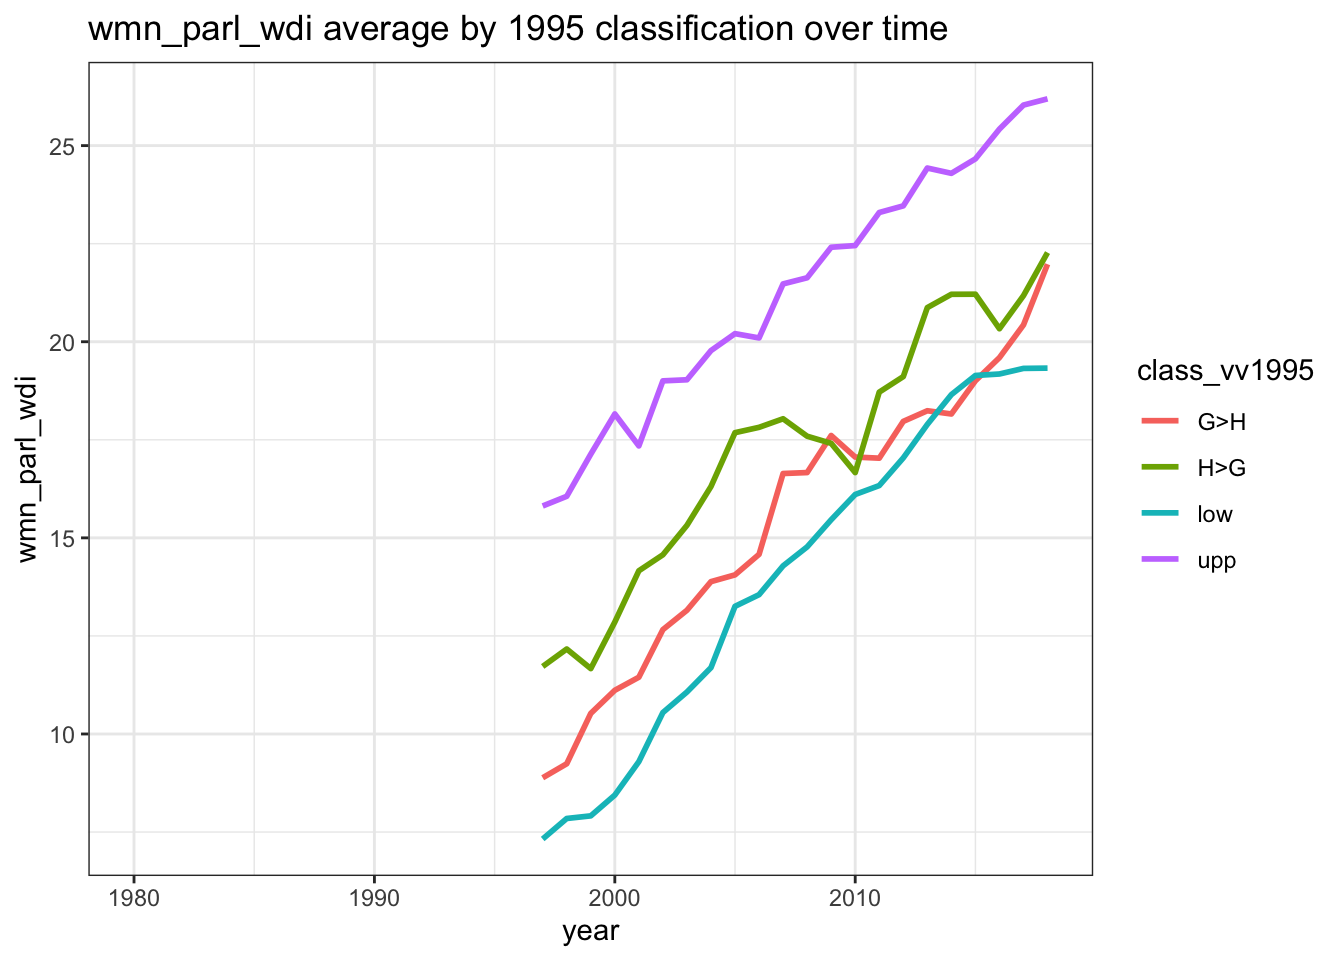 wmn_parl_wdi average by 1995 classification over time
25
20
15
10
wmn_parl_wdi
1980 1990 2000 2010
year
class_vv1995
G>H
H>G
low
upp